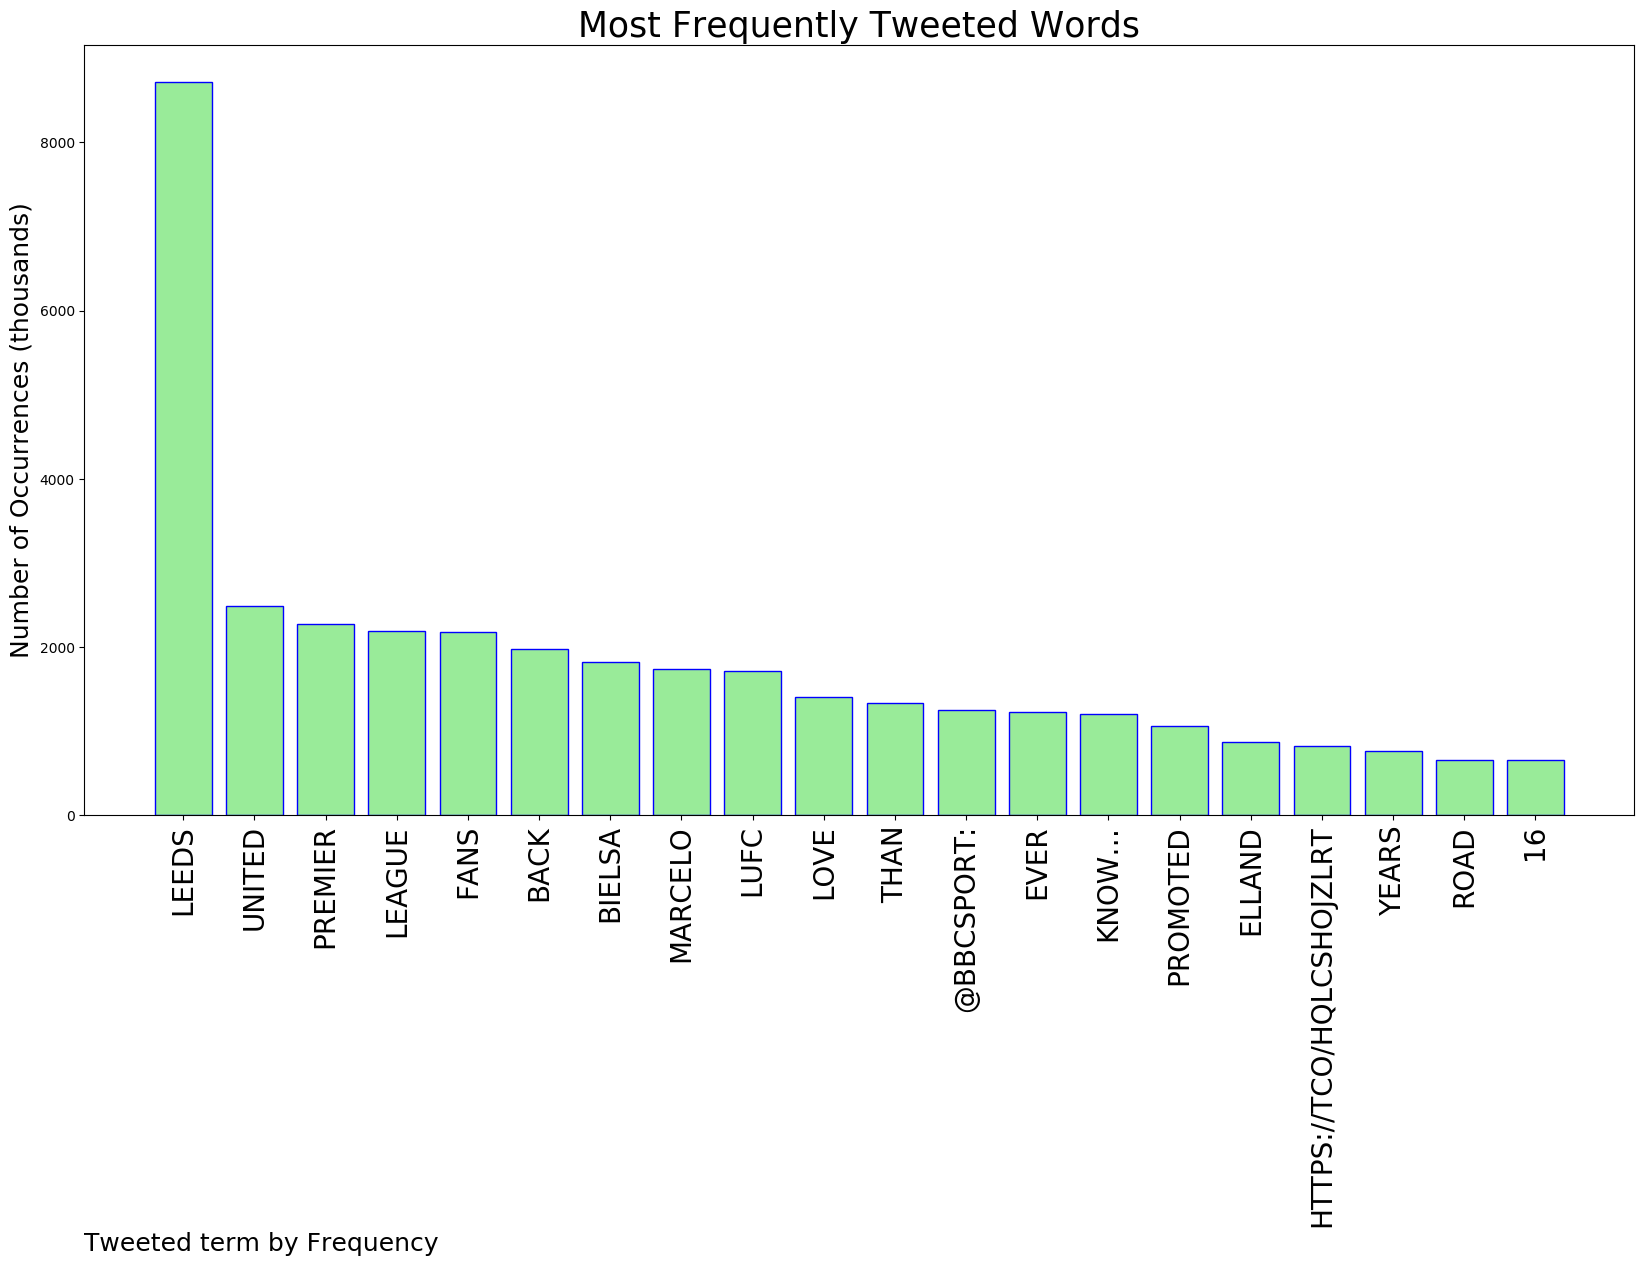 Most Frequently Tweeted Words
Number of Occurrences (thousands)
8000
6000
4000
2000
0
LEEDS
UNITED
PREMIER
LEAGUE
FANS
BACK
BIELSA
MARCELO
LUFC
LOVE
THAN
@BBCSPORT:
EVER
KNOW...
PROMOTED
ELLAND
HTTPS://TCO/HQLCSHOJZLRT
YEARS
ROAD
16
Tweeted term by Frequency